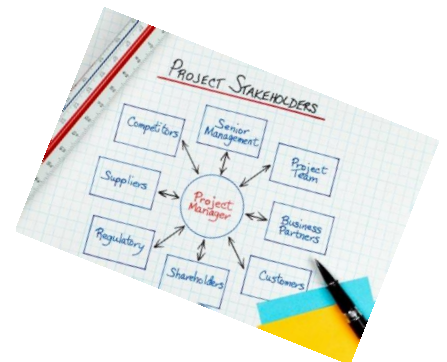 PROJECT STAKEHOLDERS
Competitors
Senior
Management
Project
Team
Suppliers
Project
Manager
Business
Partners
Regulatory
Shareholders
Customers